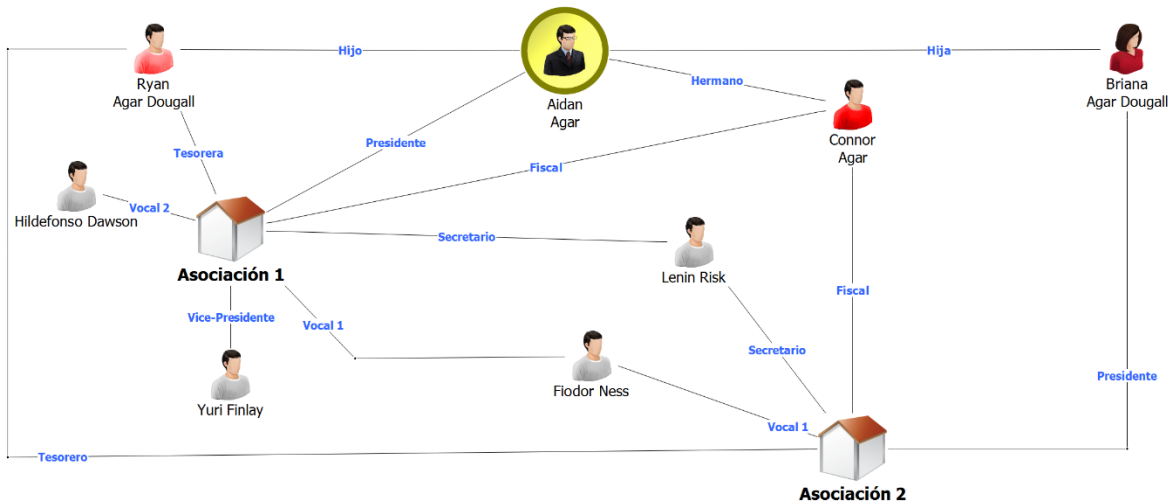 Hijo
Hija
Ryan
Agar Dougall
Aidan
Agar
Briana
Agar Dougall
Hermano
Connor
Agar
Presidente
Tesorera
Fiscal
Vocal 2
Hildefonso Dawson
Secretario
Asociación 1
Lenin Risk
Fiscal
Vice-Presidente
Vocal 1
Secretario
Fiodor Ness
Yuri Finlay
Presidente
Vocal 1
Tesorero
Asociación 2